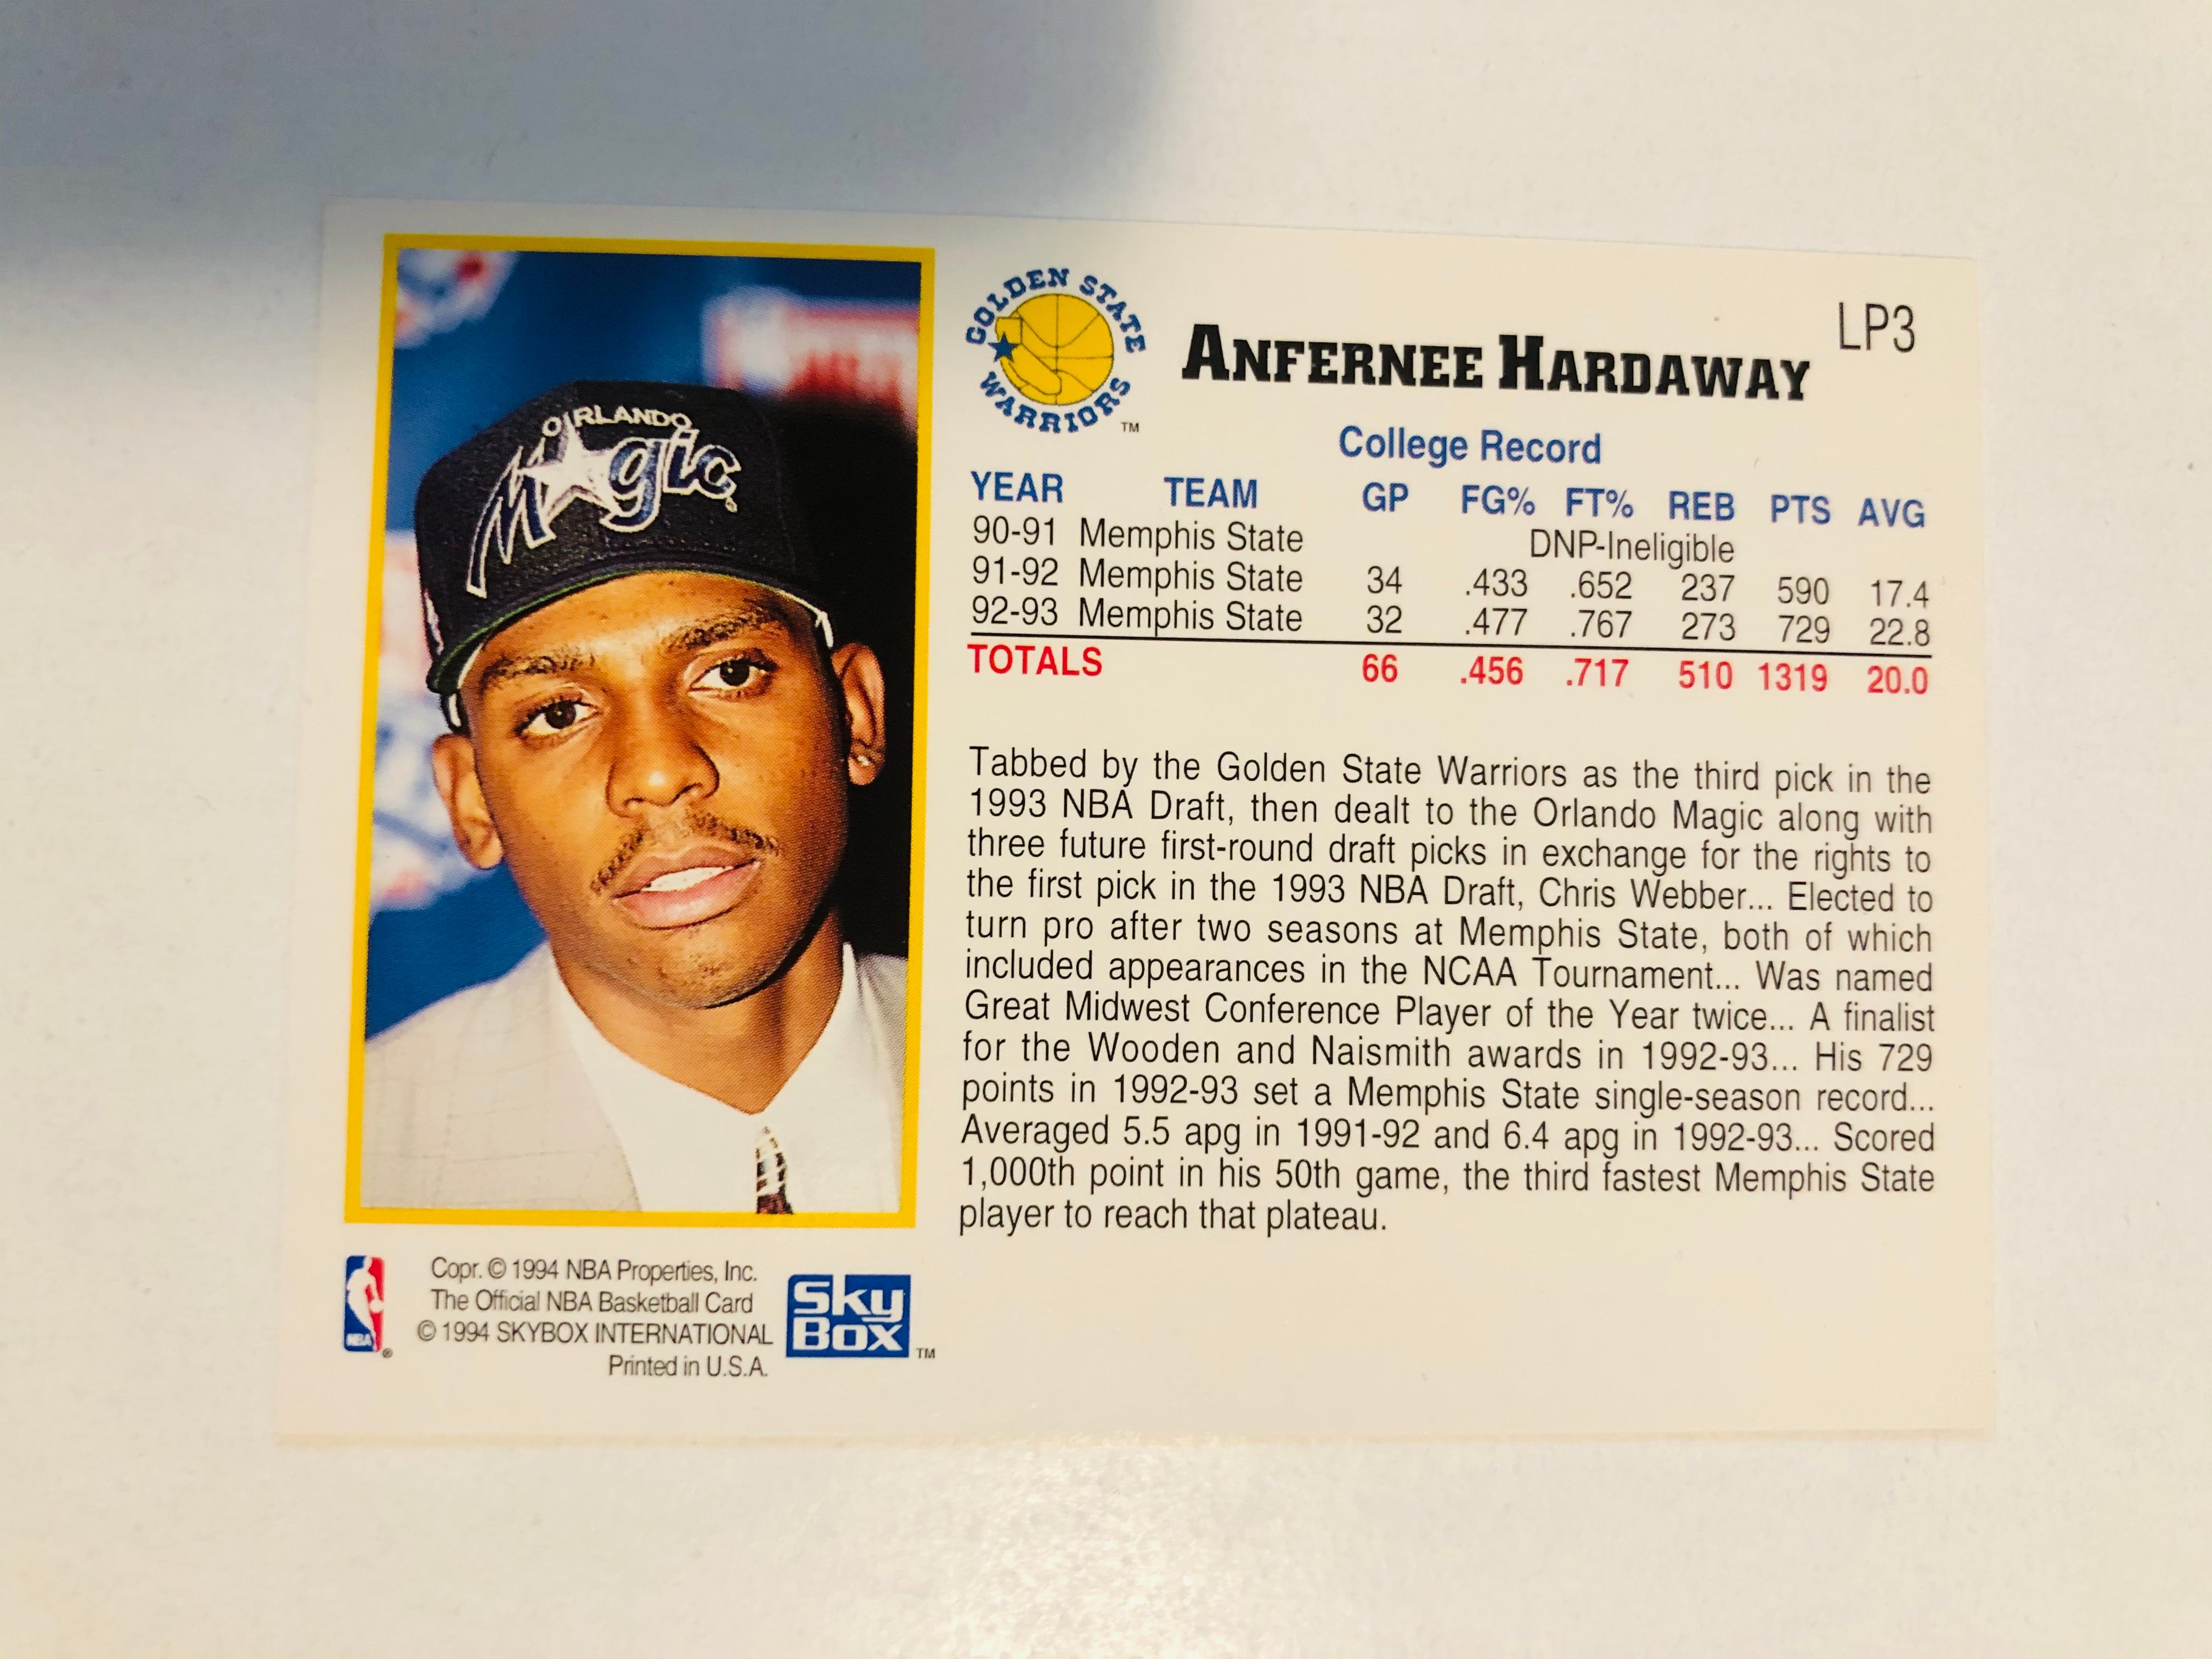 ORLANDO
Magic
GOLDEN STATE
WARRIORS
TM
ANFERNEE HARDAWAY
LP3
College Record
YEAR TEAM GP FG% FT% REB PTS AVG
90-91 Memphis State DNP-Ineligible
91-92 Memphis State 34 .433 .652 237 590 17.4
92-93 Memphis State 32 .477 .767 273 729 22.8
TOTALS 66 .456 .717 510 1319 20.0
Tabbed by the Golden State Warriors as the third pick in the
1993 NBA Draft, then dealt to the Orlando Magic along with
three future first-round draft picks in exchange for the rights to
the first pick in the 1993 NBA Draft, Chris Webber... Elected to
turn pro after two seasons at Memphis State, both of which
included appearances in the NCAA Tournament... Was named
Great Midwest Conference Player of the Year twice... A finalist
for the Wooden and Naismith awards in 1992-93... His 729
points in 1992-93 set a Memphis State single-season record...
Averaged 5.5 apg in 1991-92 and 6.4 apg in 1992-93... Scored
1,000th point in his 50th game, the third fastest Memphis State
player to reach that plateau.
NBA ®
Copr. © 1994 NBA Properties, Inc.
The Official NBA Basketball Card
© 1994 SKYBOX INTERNATIONAL
Printed in U.S.A.
Sky
Box TM